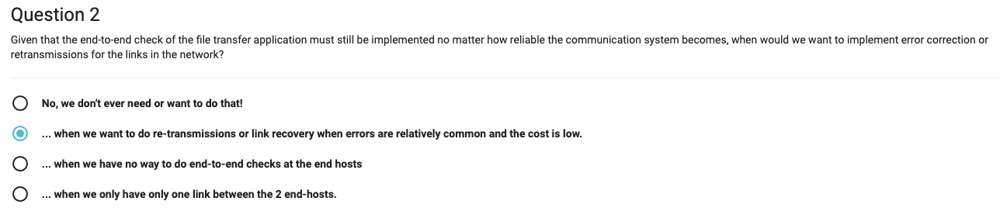 Question 2
Given that the end-to-end check of the file transfer application must still be implemented no matter how reliable the communication system becomes, when would we want to implement error correction or
retransmissions for the links in the network?
No, we don't ever need or want to do that!
... when we want to do re-transmissions or link recovery when errors are relatively common and the cost is low.
... when we have no way to do end-to-end checks at the end hosts
... when we only have only one link between the 2 end-hosts.